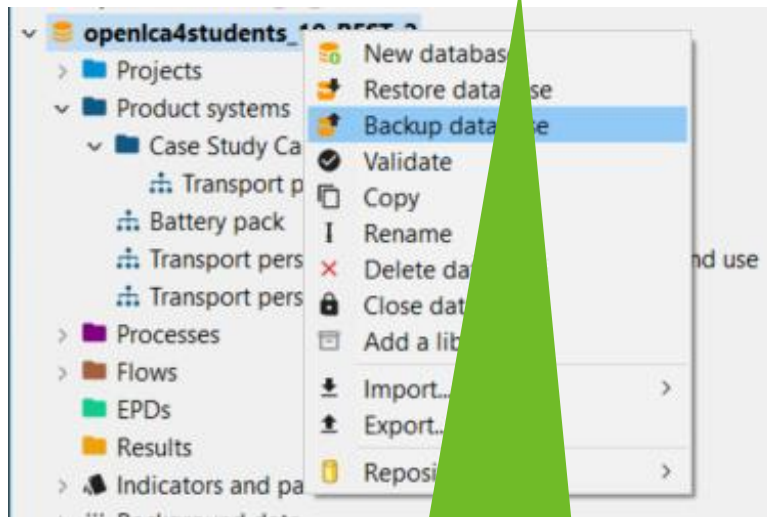 openlca4students_
Projects
Product systems
Case Study Ca
Transport p
Battery pack
Transport pers
Transport pers
nd use
Processes
Flows
EPDs
Results
Indicators and pa
New databas
Restore data se
Backup data se
Validate
Copy
Rename
Delete da
Close dat
Add a lib
Import..
Export..
Reposi